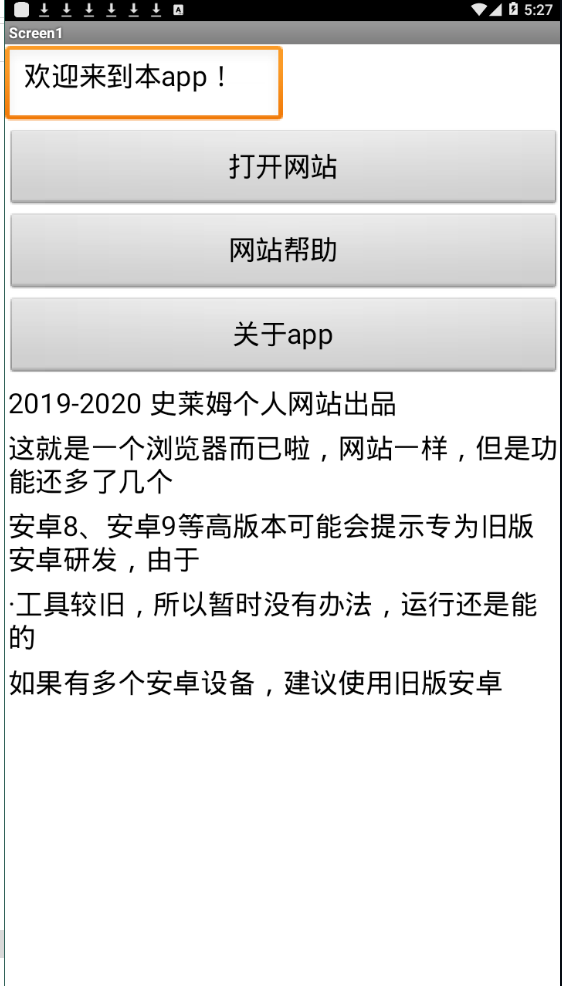 5:27
Screen1
欢迎来到本app！
打开网站
网站帮助
关于app
2019-2020 史莱姆个人网站出品
这就是一个浏览器而已啦，网站一样，但是功
能还多了几个
安卓8、安卓9等高版本可能会提示专为旧版
安卓研发，由于
·工具较旧，所以暂时没有办法，运行还是能
的
如果有多个安卓设备，建议使用旧版安卓